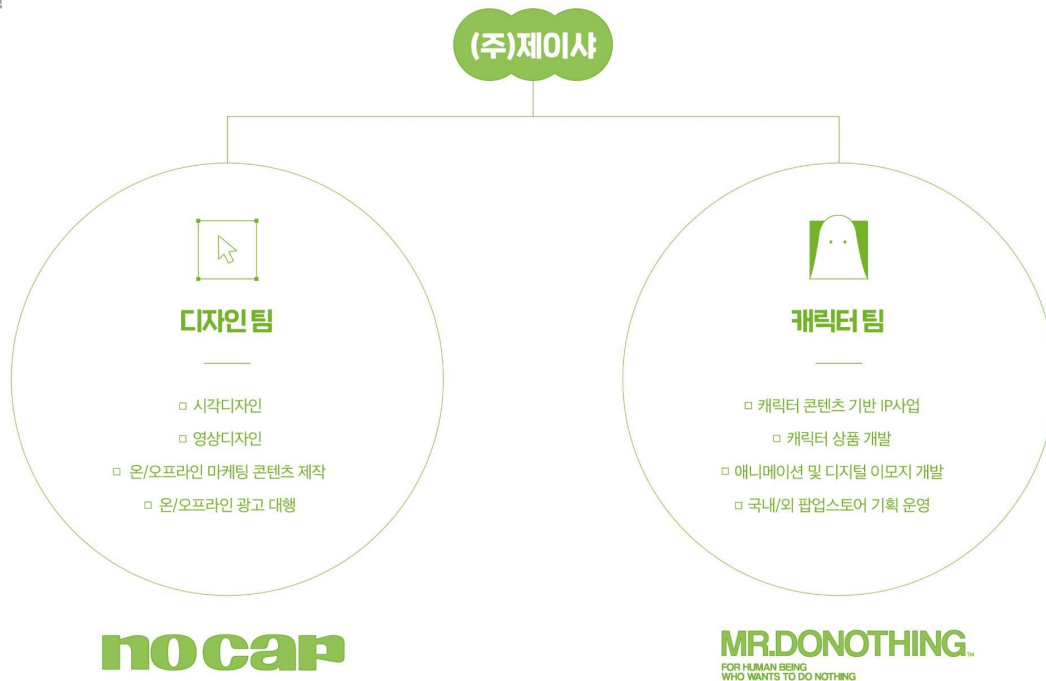 (주)제이샤
디자인 팀
시각디자인
영상디자인
온/오프라인 마케팅 콘텐츠 제작
온/오프라인 광고 대행
no cap
캐릭터 팀
캐릭터 콘텐츠 기반 IP사업
캐릭터 상품 개발
애니메이션 및 디지털 이모지 개발
국내/외 팝업스토어 기획 운영
MR.DONOTHING™
FOR HUMAN BEING
WHO WANTS TO DO NOTHING